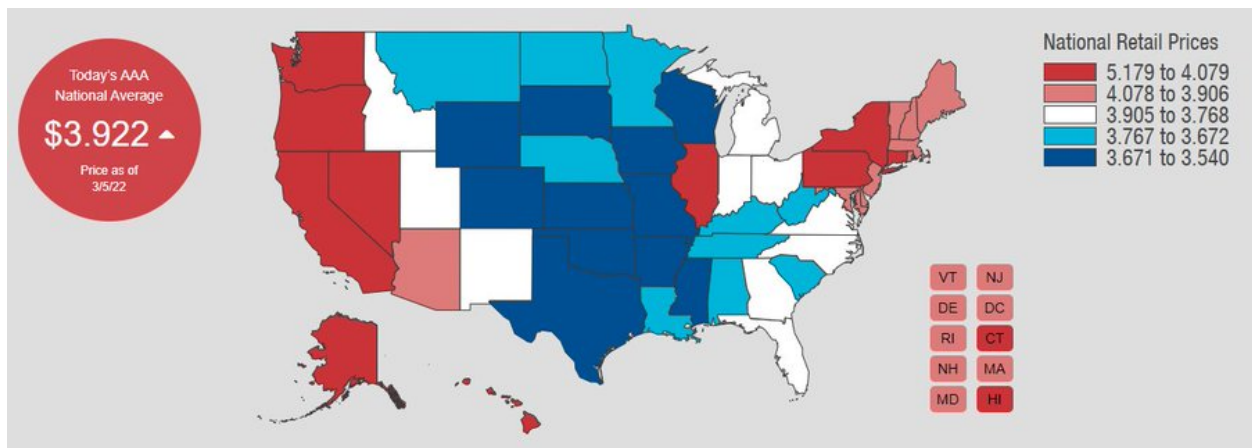 Today's AAA
National Average
$3.922
Price as of
3/5/22
National Retail Prices
5.179 to 4.079
4.078 to 3.906
3.905 to 3.768
3.767 to 3.672
3.671 to 3.540
VT NJ
DE DC
RI CT
NH MA
MD HI